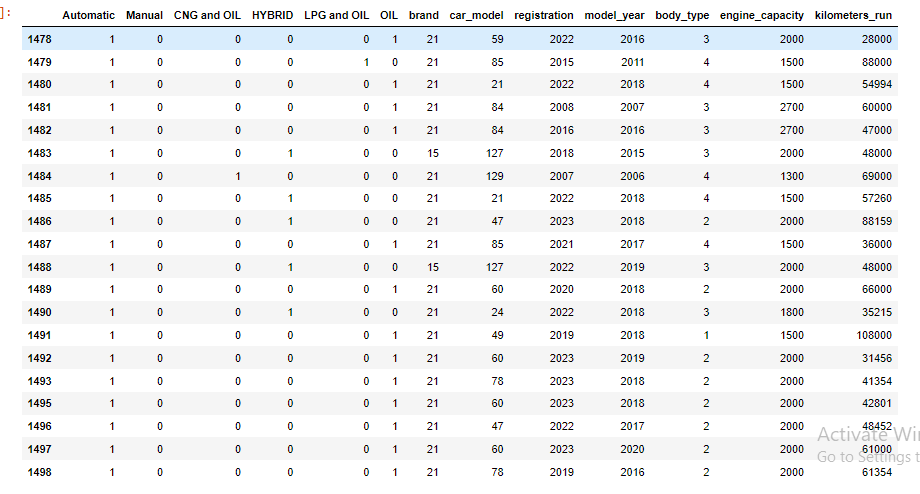 ]:
Automatic Manual CNG and OIL HYBRID LPG and OIL OIL brand car_model registration model_year body_type engine_capacity kilometers_run
1478 1 0 0 0 0 1 21 59 2022 2016 3 2000 28000
1479 1 0 0 0 1 0 21 85 2015 2011 4 1500 88000
1480 1 0 0 0 0 1 21 21 2022 2018 4 1500 54994
1481 1 0 0 0 0 1 21 84 2008 2007 3 2700 60000
1482 1 0 0 0 0 1 21 84 2016 2016 3 2700 47000
1483 1 0 0 1 0 0 15 127 2018 2015 3 2000 48000
1484 1 0 1 0 0 0 21 129 2007 2006 4 1300 69000
1485 1 0 0 1 0 0 21 21 2022 2018 4 1500 57260
1486 1 0 0 1 0 0 21 47 2023 2018 2 2000 88159
1487 1 0 0 0 0 1 21 85 2021 2017 4 1500 36000
1488 1 0 0 1 0 0 15 127 2022 2019 3 2000 48000
1489 1 0 0 0 0 1 21 60 2020 2018 2 2000 66000
1490 1 0 0 1 0 0 21 24 2022 2018 3 1800 35215
1491 1 0 0 0 0 1 21 49 2019 2018 1 1500 108000
1492 1 0 0 0 0 1 21 60 2023 2019 2 2000 31456
1493 1 0 0 0 0 1 21 78 2023 2018 2 2000 41354
1495 1 0 0 0 0 1 21 60 2023 2018 2 2000 42801
1496 1 0 0 0 0 1 21 47 2022 2017 2 2000 48452
Activate Win
1497 1 0 0 0 0 1 21 60 2023 2020 2 2000 61000
Go to Settings t
1498 1 0 0 0 0 1 21 78 2019 2016 2 2000 61354